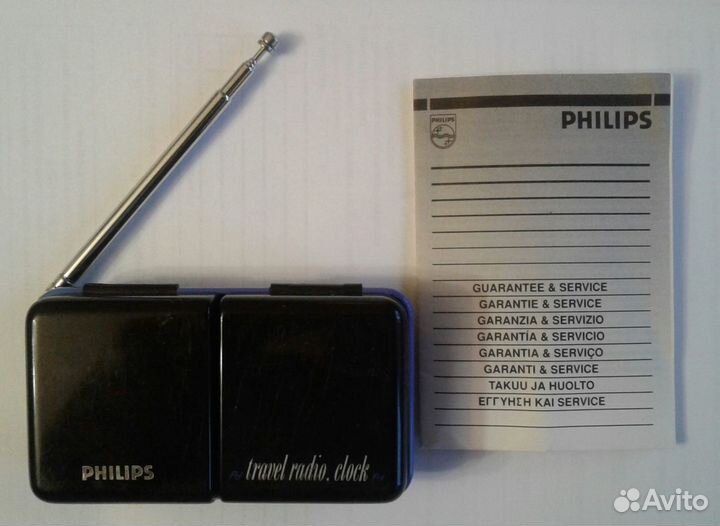 PHILIPS
PHILIPS
GUARANTEE & SERVICE
GARANTIE & SERVICE
GARANZIA & SERVIZIO
GARANTÍA & SERVICIO
GARANTIA & SERVIÇO
GARANTI & SERVICE
TAKUU JA HUOLTO
ΕΓΓΥΗΣΗ ΚΑΙ SERVICE
PHILIPS
travel radio. clock
Avito